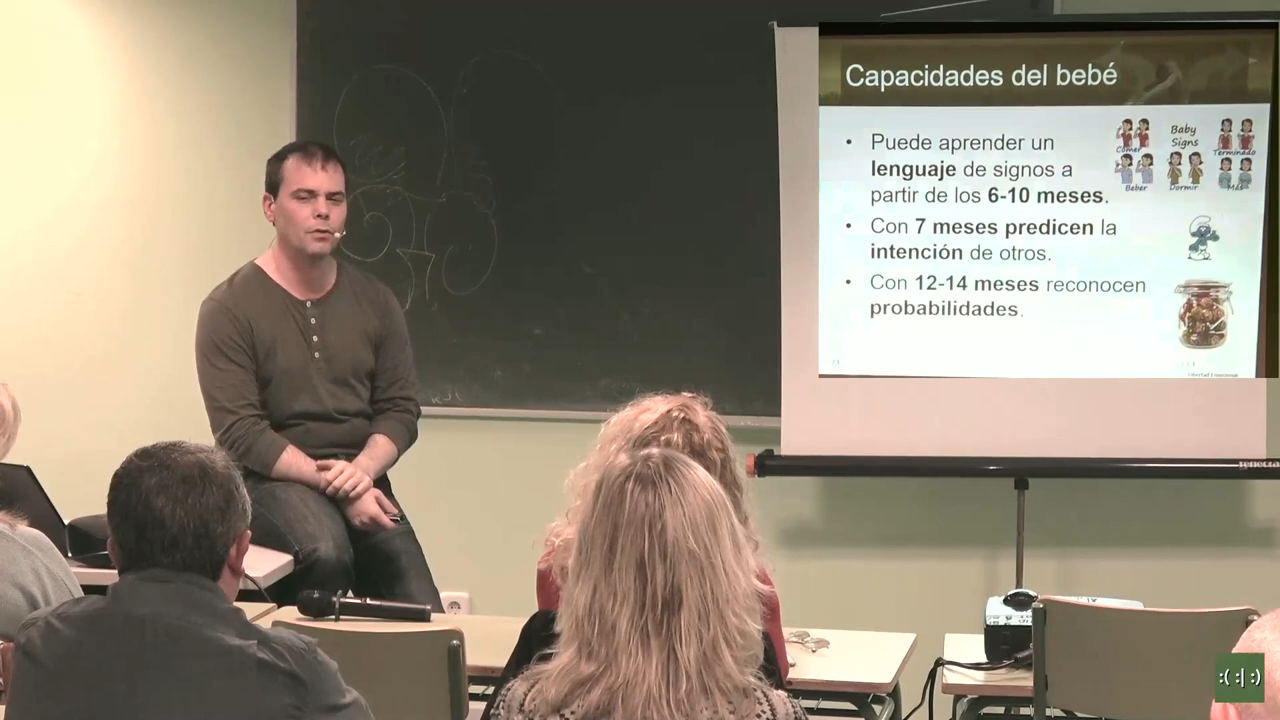 Capacidades del bebé
• Puede aprender un
lenguaje de signos a
partir de los 6-10 meses.
• Con 7 meses predicen la
intención de otros.
• Con 12-14 meses reconocen
probabilidades.
Baby
Signs
Comer
Terminado
Beber
Dormir
Más
:( :| :)